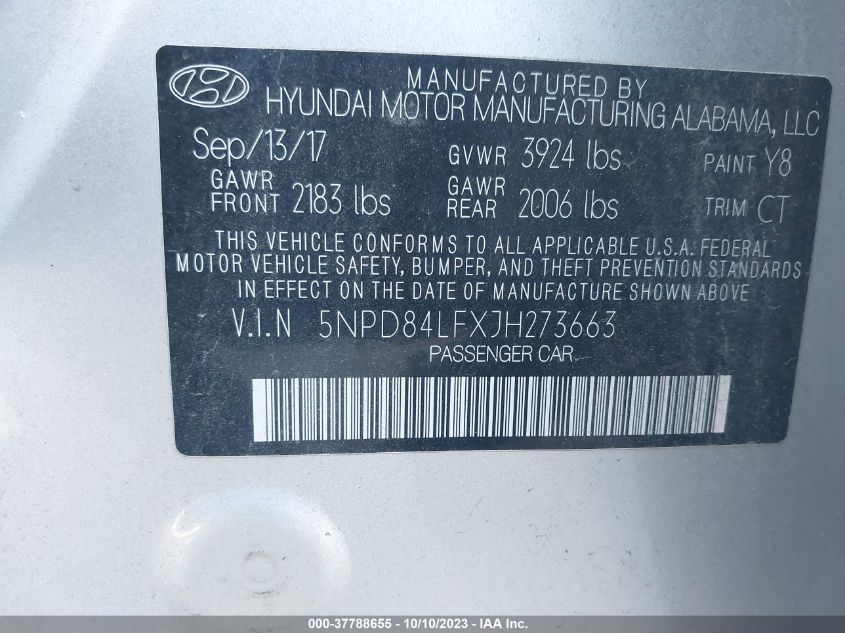 MANUFACTURED BY
HYUNDAI MOTOR MANUFACTURING ALABAMA, LLC
Sep/13/17 GVWR 3924 lbs PAINT Y8
GAWR FRONT 2183 lbs GAWR REAR 2006 lbs TRIM CT
THIS VEHICLE CONFORMS TO ALL APPLICABLE U.S.A. FEDERAL
MOTOR VEHICLE SAFETY, BUMPER, AND THEFT PREVENTION STANDARDS
IN EFFECT ON THE DATE OF MANUFACTURE SHOWN ABOVE
V.I.N 5NPD84LFXJH273663
PASSENGER CAR
000-37788655 - 10/10/2023 - IAA Inc.